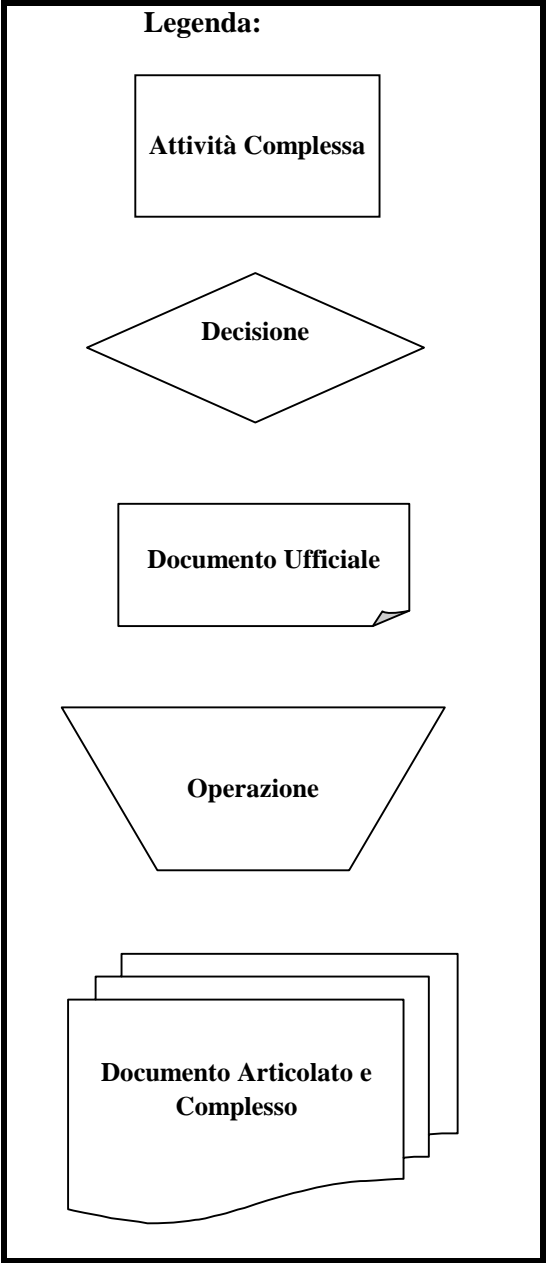 Legenda:
Attività Complessa
Decisione
Documento Ufficiale
Operazione
Documento Articolato e
Complesso